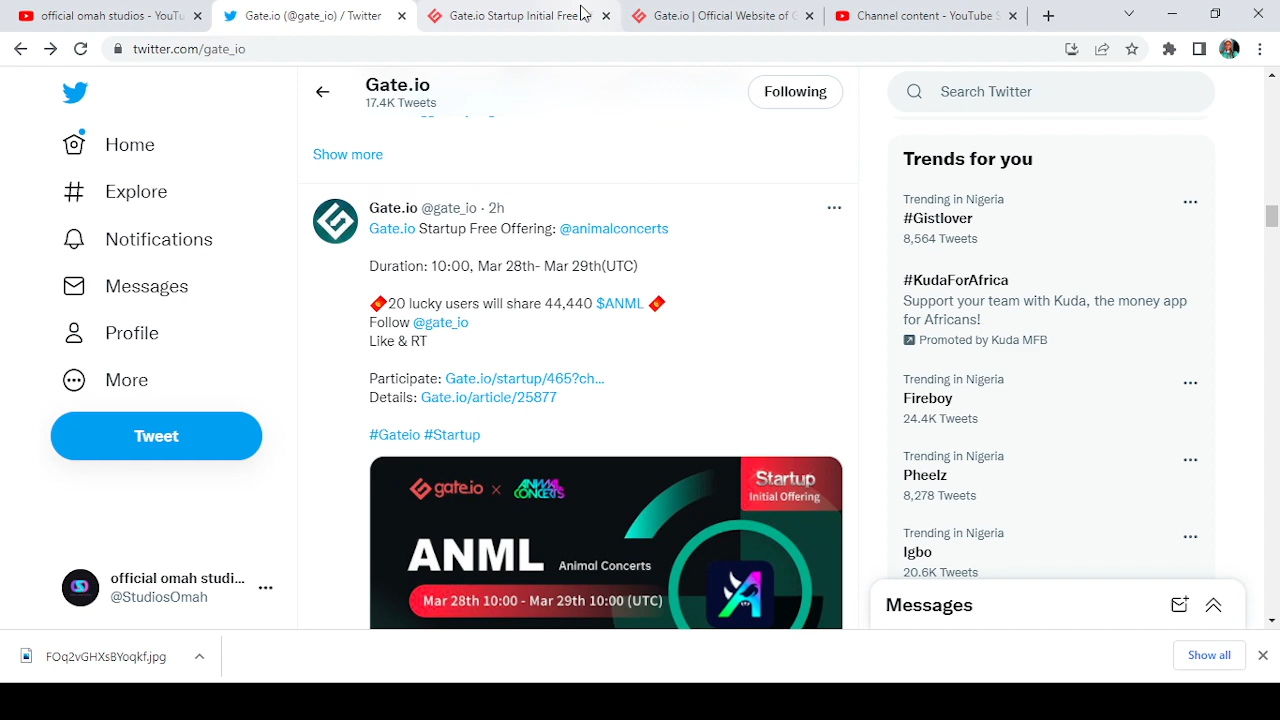 official omah studios - YouTu
Gate.io (@gate_io) / Twitter
Gate.io Startup Initial Free
Gate.io | Official Website of
Channel content - YouTube
twitter.com/gate_io
Gate.io
17.4K Tweets
Following
Search Twitter
Home
Explore
Notifications
Messages
Profile
More
Tweet
official omah studi...
@StudiosOmah
Show more
Gate.io @gate_io · 2h
Gate.io Startup Free Offering: @animalconcerts
Duration: 10:00, Mar 28th- Mar 29th(UTC)
🧧20 lucky users will share 44,440 $ANML 🧧
Follow @gate_io
Like & RT
Participate: Gate.io/startup/465?ch...
Details: Gate.io/article/25877
#Gateio #Startup
gate.io × ANIMAL CONCERTS
Startup
Initial Offering
ANML Animal Concerts
Mar 28th 10:00 - Mar 29th 10:00 (UTC)
Trends for you
Trending in Nigeria
#Gistlover
8,564 Tweets
#KudaForAfrica
Support your team with Kuda, the money app
for Africans!
Promoted by Kuda MFB
Trending in Nigeria
Fireboy
24.4K Tweets
Trending in Nigeria
Pheelz
8,278 Tweets
Trending in Nigeria
Igbo
20.6K Tweets
Messages
FOq2vGHXsBYoqkf.jpg
Show all